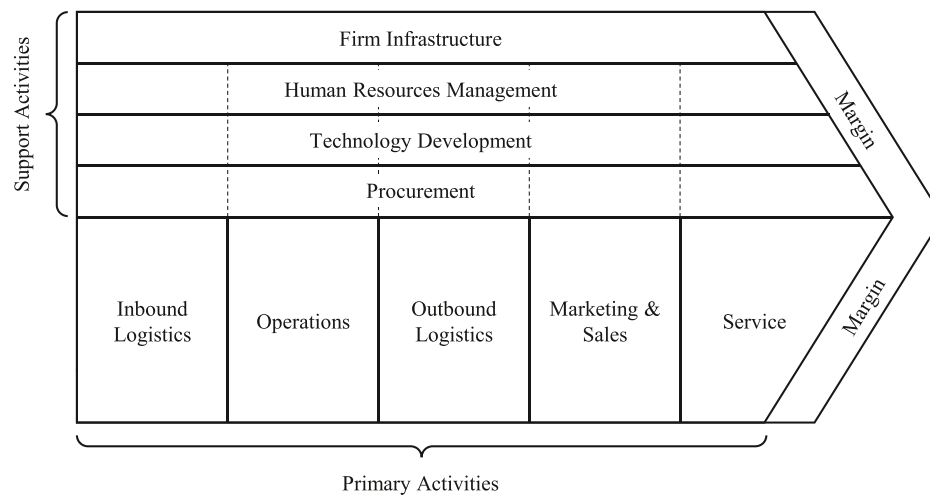 Support Activities
Firm Infrastructure
Human Resources Management
Technology Development
Procurement
Margin
Inbound
Logistics
Operations
Outbound
Logistics
Marketing &
Sales
Service
Margin
Primary Activities